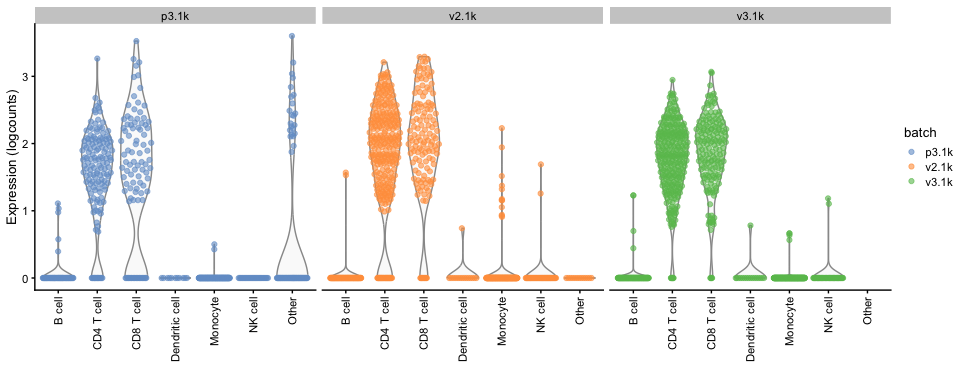 p3.1k
v2.1k
v3.1k
Expression (logcounts)
3
2
1
0
B cell
CD4 T cell
CD8 T cell
Dendritic cell
Monocyte
NK cell
Other
B cell
CD4 T cell
CD8 T cell
Dendritic cell
Monocyte
NK cell
Other
B cell
CD4 T cell
CD8 T cell
Dendritic cell
Monocyte
NK cell
Other
batch
p3.1k
v2.1k
v3.1k